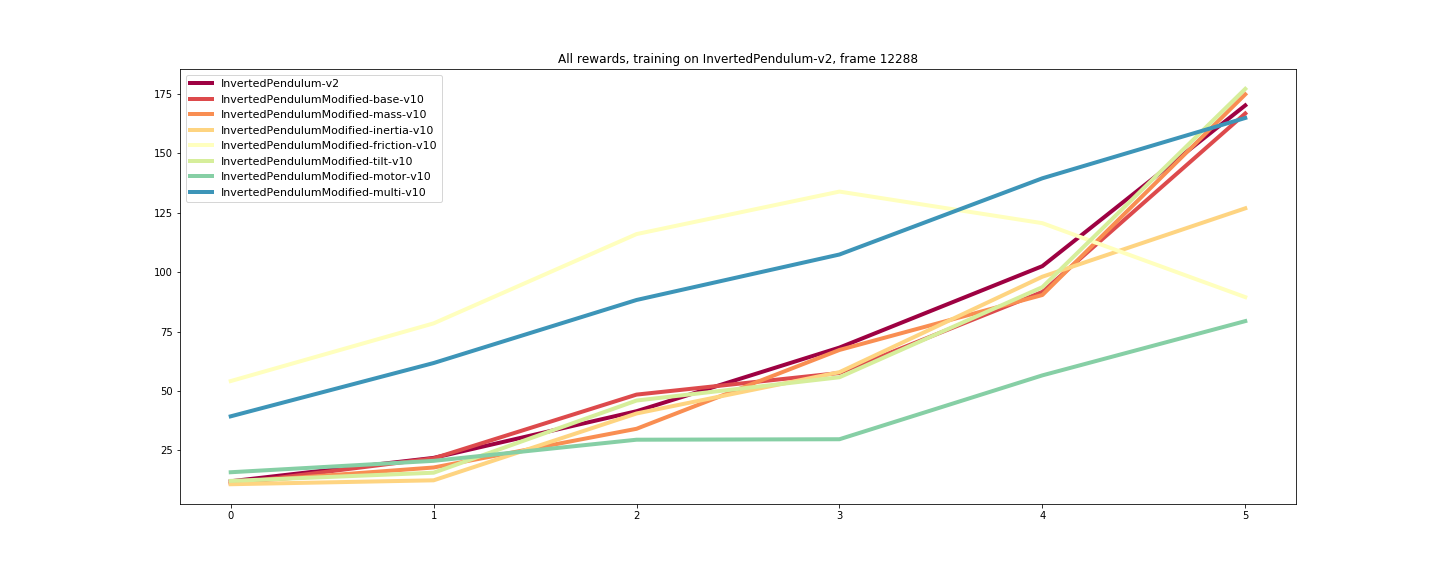 All rewards, training on InvertedPendulum-v2, frame 12288
InvertedPendulum-v2
InvertedPendulumModified-base-v10
InvertedPendulumModified-mass-v10
InvertedPendulumModified-inertia-v10
InvertedPendulumModified-friction-v10
InvertedPendulumModified-tilt-v10
InvertedPendulumModified-motor-v10
InvertedPendulumModified-multi-v10
175
150
125
100
75
50
25
0 1 2 3 4 5